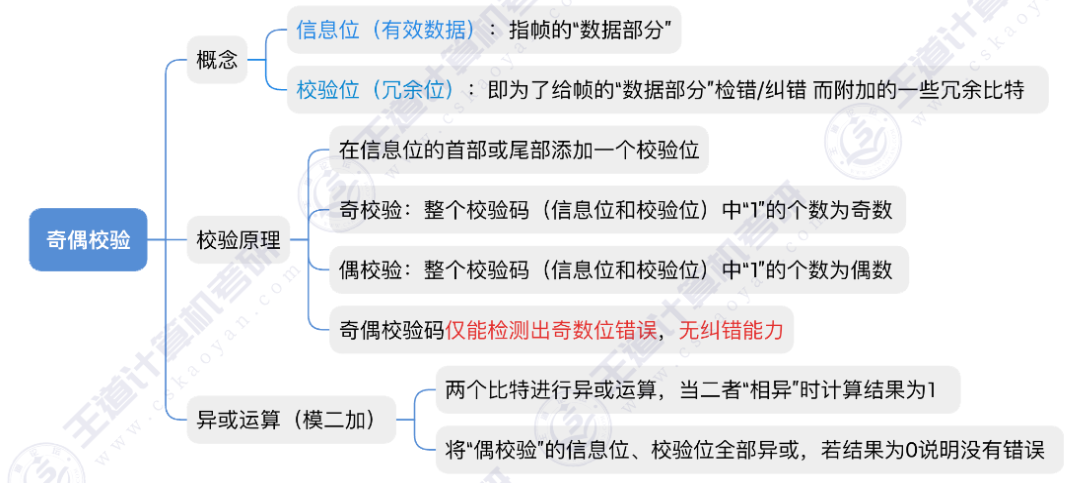 信息位（有效数据）：指帧的“数据部分”
概念
校验位（冗余位）：即为了给帧的“数据部分”检错/纠错 而附加的一些冗余比特
在信息位的首部或尾部添加一个校验位
奇校验：整个校验码（信息位和校验位）中“1”的个数为奇数
奇偶校验
校验原理
偶校验：整个校验码（信息位和校验位）中“1”的个数为偶数
奇偶校验码仅能检测出奇数位错误，无纠错能力
两个比特进行异或运算，当二者“相异”时计算结果为1
异或运算（模二加）
将“偶校验”的信息位、校验位全部异或，若结果为0说明没有错误
王道计算机考研
www.cskaoyan.com